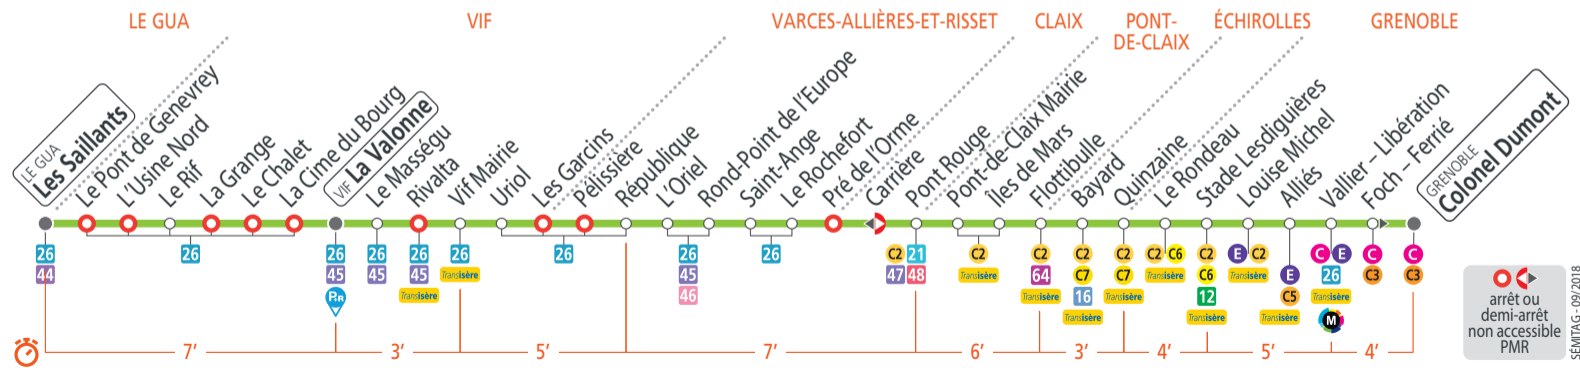 LE GUA
VIF
VARCES-ALLIÈRES-ET-RISSET
CLAIX
PONT-
DE-CLAIX
ÉCHIROLLES
GRENOBLE
LE GUA
Les Saillants
Le Pont de Genevrey
L'Usine Nord
Le Rif
La Grange
Le Chalet
La Cime du Bourg
VIF La Valonne
Le Masségu
Rivalta
Vif Mairie
Uriol
Les Garcins
Pélissière
République
L'Oriel
Rond-Point de l'Europe
Saint-Ange
Le Rochefort
Pré de l'Orme
Carrière
Pont Rouge
Pont-de-Claix Mairie
Îles de Mars
Flottibulle
Bayard
Quinzaine
Le Rondeau
Stade Lesdiguières
Louise Michel
Alliés
Vallier – Libération
Foch – Ferrié
GRENOBLE
Colonel Dumont
26 26 26 26 26 26 26 26 26 C2 21 C2 C2 C2 C2 C2 C6 C2 E C2 C E C C
44 45 45 45 Transisère 45 47 48 Transisère 64 C7 C7 Transisère C6 Transisère E 26 C3 C3
P+R Transisère 46 Transisère 16 Transisère 12 C5 Transisère
Transisère Transisère Transisère M
7' 3' 5' 7' 6' 3' 4' 5' 4'
arrêt ou
demi-arrêt
non accessible
PMR
SÉMITAG - 09/2018